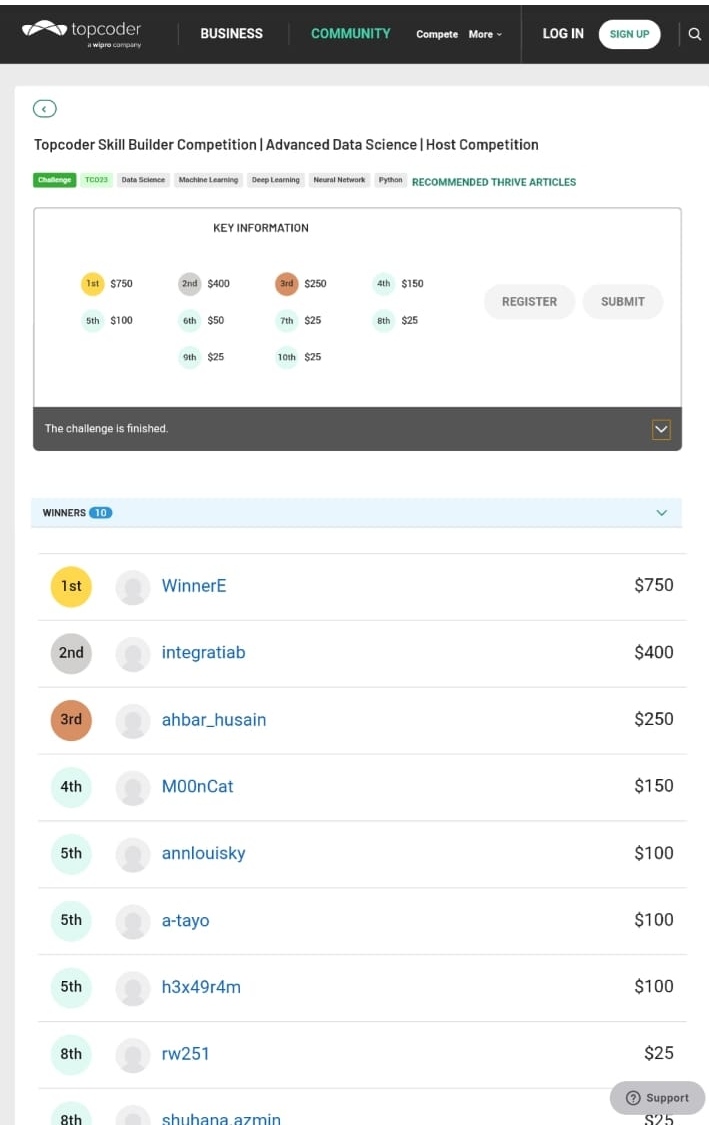 topcoder
a wipro company
BUSINESS
COMMUNITY
Compete
More
LOG IN
SIGN UP
Topcoder Skill Builder Competition | Advanced Data Science | Host Competition
Challenge TCO23 Data Science Machine Learning Deep Learning Neural Network Python RECOMMENDED THRIVE ARTICLES
KEY INFORMATION
1st $750 2nd $400 3rd $250 4th $150
5th $100 6th $50 7th $25 8th $25
9th $25 10th $25
REGISTER SUBMIT
The challenge is finished.
WINNERS 10
1st WinnerE $750
2nd integratiab $400
3rd ahbar_husain $250
4th M00nCat $150
5th annlouisky $100
5th a-tayo $100
5th h3x49r4m $100
8th rw251 $25
8th shuhana.azmin $25
Support